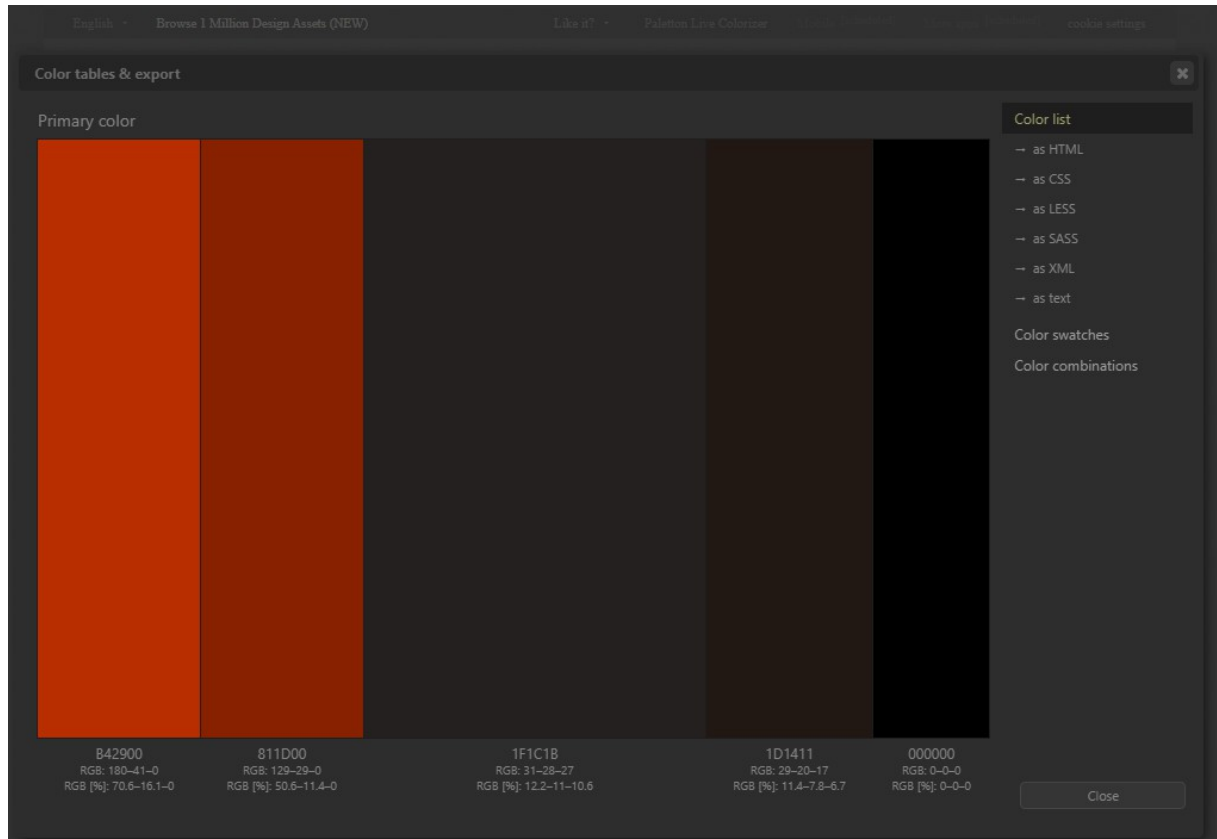 English
Browse 1 Million Design Assets (NEW)
Like it?
Paletton Live Colorizer
cookie settings
Color tables & export
Primary color
Color list
→ as HTML
→ as CSS
→ as LESS
→ as SASS
→ as XML
→ as text
Color swatches
Color combinations
B42900
RGB: 180–41–0
RGB [%]: 70.6–16.1–0
811D00
RGB: 129–29–0
RGB [%]: 50.6–11.4–0
1F1C1B
RGB: 31–28–27
RGB [%]: 12.2–11–10.6
1D1411
RGB: 29–20–17
RGB [%]: 11.4–7.8–6.7
000000
RGB: 0–0–0
RGB [%]: 0–0–0
Close